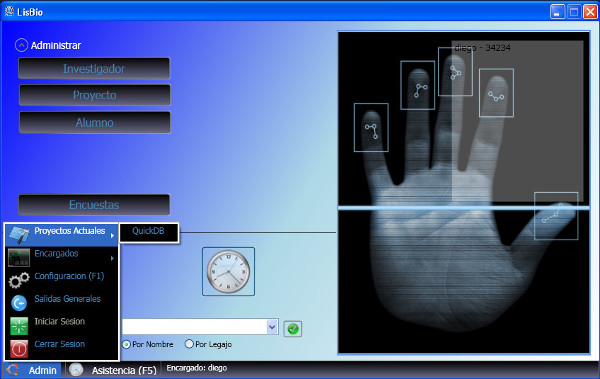 LisBio
Administrar
Investigador
Proyecto
Alumno
Encuestas
diego - 34234
Proyectos Actuales
QuickDB
Encargados
Configuracion (F1)
Salidas Generales
Iniciar Sesion
Cerrar Sesion
Por Nombre
Por Legajo
Admin
Asistencia (F5)
Encargado: diego